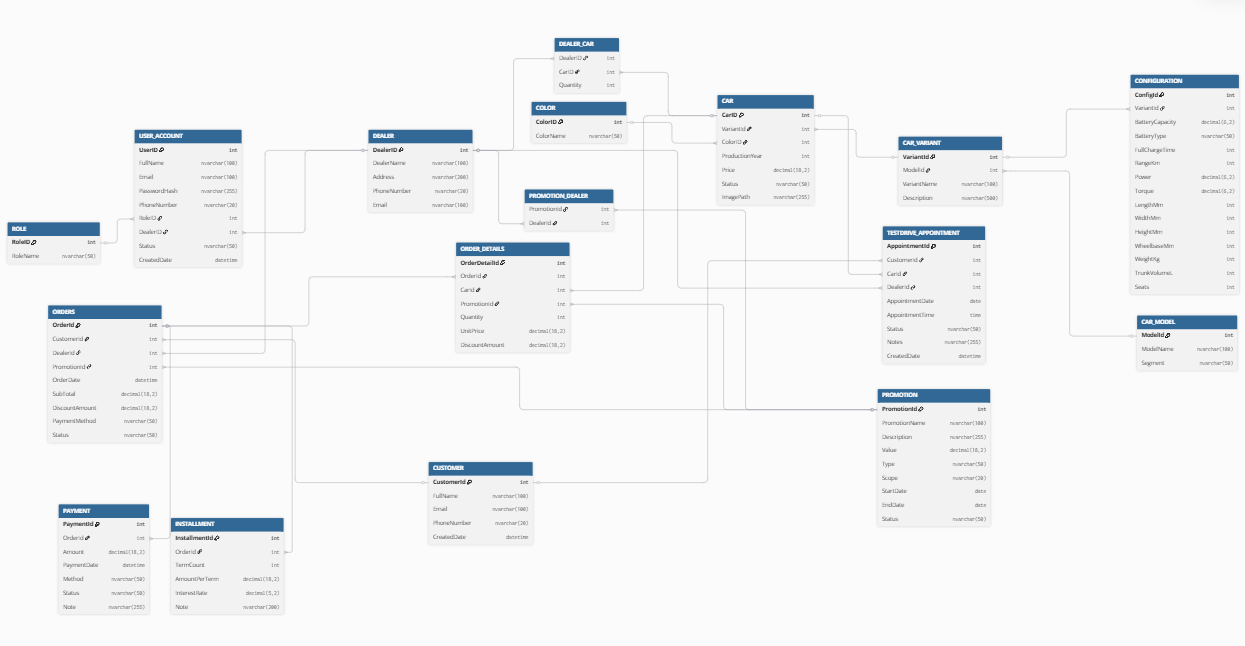 DEALER_CAR
DealerID int
CarID int
Quantity int
COLOR
ColorID int
ColorName nvarchar(50)
CAR
CarID int
VariantId int
ColorID int
ProductionYear int
Price decimal(18,2)
Status nvarchar(50)
ImagePath nvarchar(255)
CONFIGURATION
ConfigId int
VariantId int
BatteryCapacity decimal(6,2)
BatteryType nvarchar(50)
FullChargeTime int
RangeKm int
Power decimal(6,2)
Torque decimal(6,2)
LengthMm int
WidthMm int
HeightMm int
WheelbaseMm int
WeightKg int
TrunkVolumeL int
Seats int
USER_ACCOUNT
UserID int
FullName nvarchar(100)
Email nvarchar(100)
PasswordHash nvarchar(255)
PhoneNumber nvarchar(20)
RoleID int
DealerID int
Status nvarchar(50)
CreatedDate datetime
DEALER
DealerID int
DealerName nvarchar(100)
Address nvarchar(200)
PhoneNumber nvarchar(20)
Email nvarchar(100)
CAR_VARIANT
VariantId int
ModelId int
VariantName nvarchar(100)
Description nvarchar(500)
PROMOTION_DEALER
PromotionId int
DealerId int
ROLE
RoleID int
RoleName nvarchar(50)
ORDER_DETAILS
OrderDetailId int
OrderId int
CarId int
PromotionId int
Quantity int
UnitPrice decimal(18,2)
DiscountAmount decimal(18,2)
TESTDRIVE_APPOINTMENT
AppointmentId int
CustomerId int
CarId int
DealerId int
AppointmentDate date
AppointmentTime time
Status nvarchar(50)
Notes nvarchar(255)
CreatedDate datetime
ORDERS
OrderId int
CustomerId int
DealerId int
PromotionId int
OrderDate datetime
SubTotal decimal(18,2)
DiscountAmount decimal(18,2)
PaymentMethod nvarchar(50)
Status nvarchar(50)
CAR_MODEL
ModelId int
ModelName nvarchar(100)
Segment nvarchar(50)
PROMOTION
PromotionId int
PromotionName nvarchar(100)
Description nvarchar(255)
Value decimal(18,2)
Type nvarchar(50)
Scope nvarchar(20)
StartDate date
EndDate date
Status nvarchar(50)
CUSTOMER
CustomerId int
FullName nvarchar(100)
Email nvarchar(100)
PhoneNumber nvarchar(20)
CreatedDate datetime
PAYMENT
PaymentId int
OrderId int
Amount decimal(18,2)
PaymentDate datetime
Method nvarchar(50)
Status nvarchar(50)
Note nvarchar(255)
INSTALLMENT
InstallmentId int
OrderId int
TermCount int
AmountPerTerm decimal(18,2)
InterestRate decimal(5,2)
Note nvarchar(200)